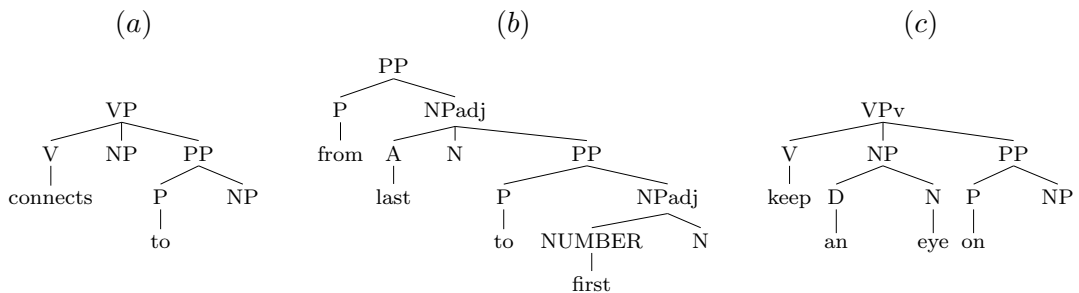 (a) (b) (c)
PP
VP P NPadj VPv
V NP PP from A N PP V NP PP
connects P NP last P NPadj keep D N P NP
to to NUMBER N an eye on
first